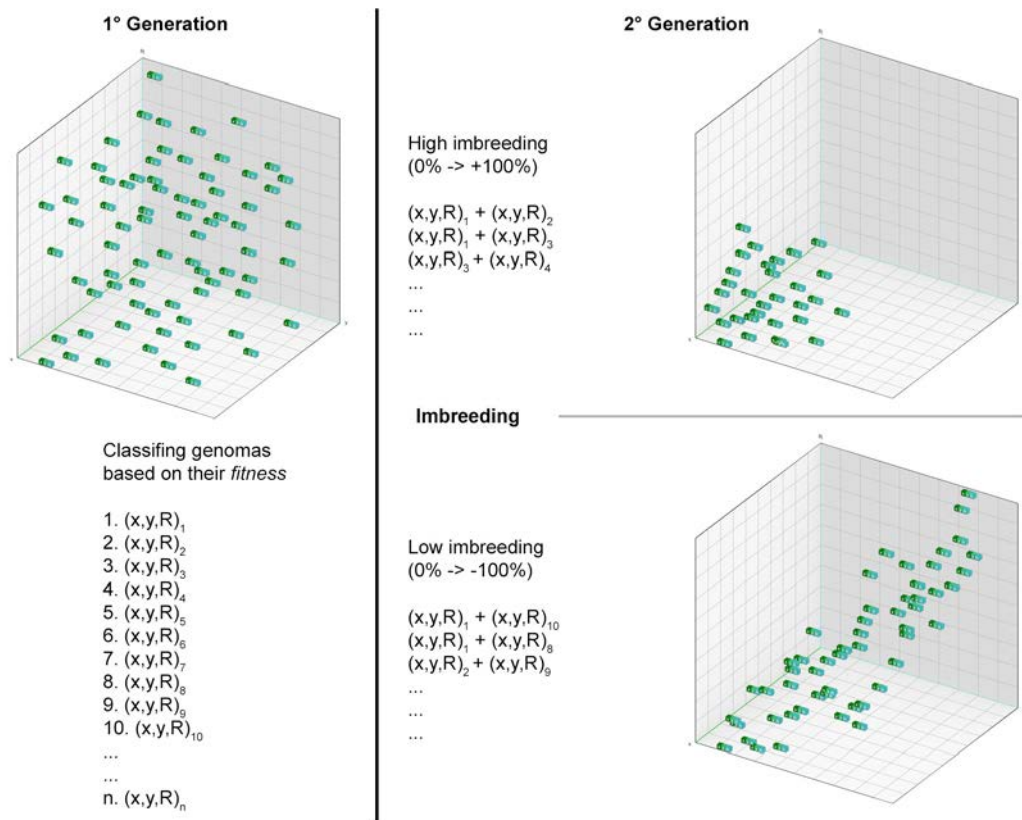 1° Generation
Classifing genomas
based on their fitness
1. (x,y,R)₁
2. (x,y,R)₂
3. (x,y,R)₃
4. (x,y,R)₄
5. (x,y,R)₅
6. (x,y,R)₆
7. (x,y,R)₇
8. (x,y,R)₈
9. (x,y,R)₉
10. (x,y,R)₁₀
...
...
n. (x,y,R)ₙ
2° Generation
High imbreeding
(0% -> +100%)
(x,y,R)₁ + (x,y,R)₂
(x,y,R)₁ + (x,y,R)₃
(x,y,R)₃ + (x,y,R)₄
...
...
...
Imbreeding
Low imbreeding
(0% -> -100%)
(x,y,R)₁ + (x,y,R)₁₀
(x,y,R)₁ + (x,y,R)₈
(x,y,R)₂ + (x,y,R)₉
...
...
...